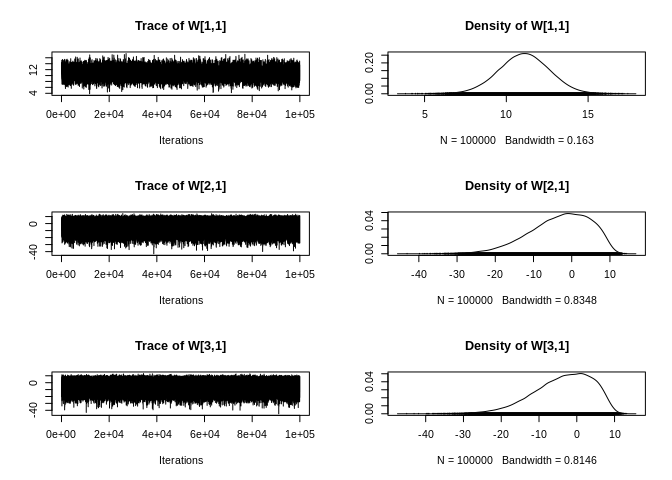 Trace of W[1,1]
Density of W[1,1]
4 12
0.00 0.20
0e+00 2e+04 4e+04 6e+04 8e+04 1e+05
5 10 15
Iterations
N = 100000 Bandwidth = 0.163
Trace of W[2,1]
Density of W[2,1]
-40 0
0.00 0.04
0e+00 2e+04 4e+04 6e+04 8e+04 1e+05
-40 -30 -20 -10 0 10
Iterations
N = 100000 Bandwidth = 0.8348
Trace of W[3,1]
Density of W[3,1]
-40 0
0.00 0.04
0e+00 2e+04 4e+04 6e+04 8e+04 1e+05
-40 -30 -20 -10 0 10
Iterations
N = 100000 Bandwidth = 0.8146